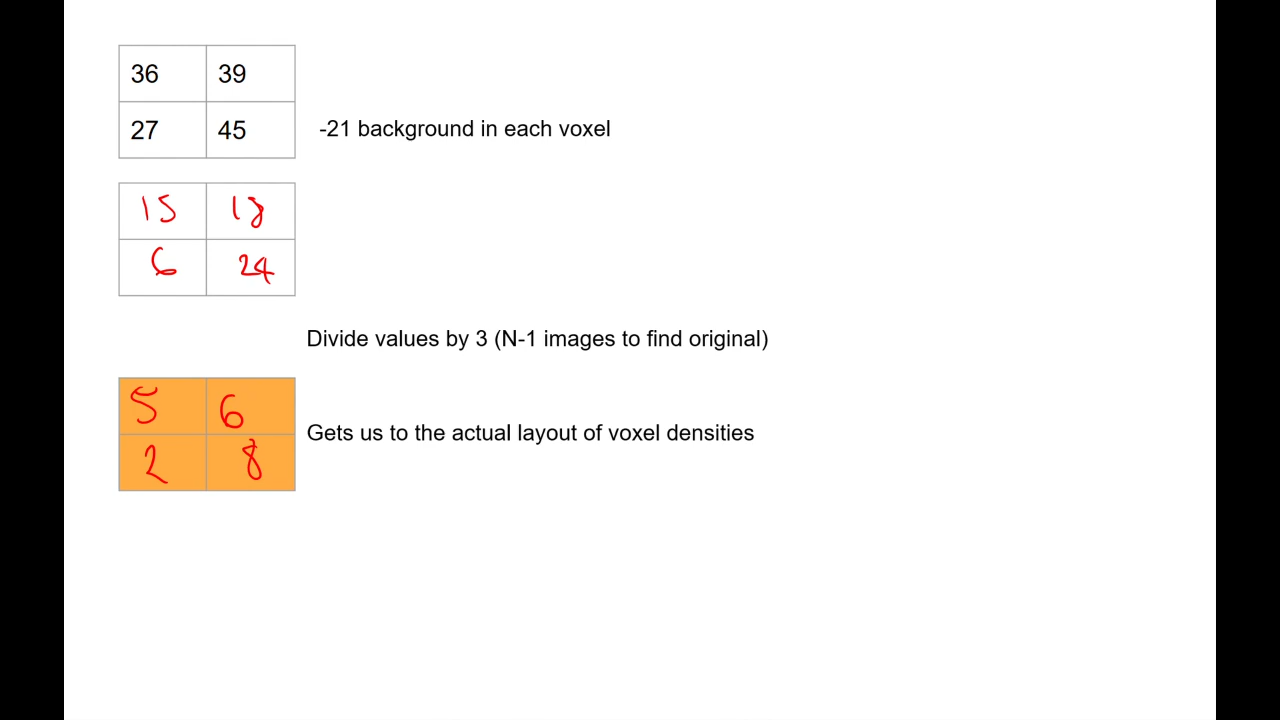 36 39
27 45
-21 background in each voxel
15 18
6 24
Divide values by 3 (N-1 images to find original)
5 6
2 8
Gets us to the actual layout of voxel densities